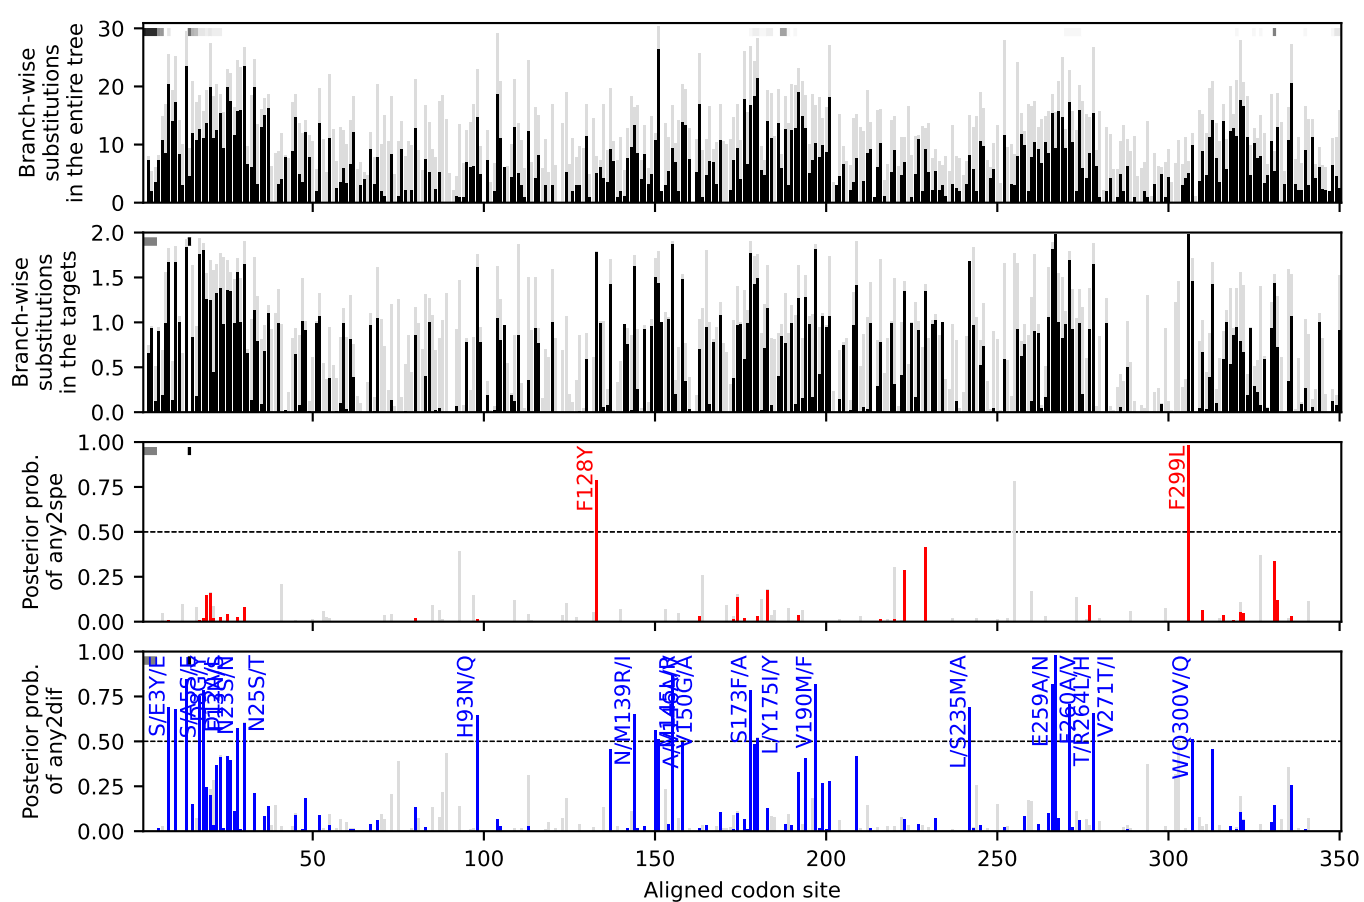 Branch-wise
substitutions
in the entire tree
30
20
10
0
Branch-wise
substitutions
in the targets
2.0
1.5
1.0
0.5
0.0
Posterior prob.
of any2spe
1.00
0.75
0.50
0.25
0.00
F128Y
F299L
Posterior prob.
of any2dif
1.00
0.75
0.50
0.25
0.00
S/E3Y/E
N23S/N
N25S/T
H93N/Q
N/M139R/I
V150G/A
S173F/A
L/Y175I/Y
V190M/F
L/S235M/A
E259A/N
E260A/V
T/R264L/H
V271T/I
W/Q300V/Q
50
100
150
200
250
300
350
Aligned codon site